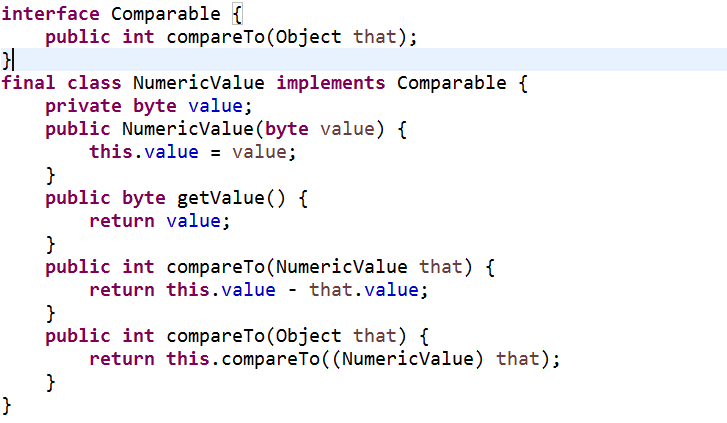 interface Comparable {
    public int compareTo(Object that);
}
final class NumericValue implements Comparable {
    private byte value;
    public NumericValue(byte value) {
        this.value = value;
    }
    public byte getValue() {
        return value;
    }
    public int compareTo(NumericValue that) {
        return this.value - that.value;
    }
    public int compareTo(Object that) {
        return this.compareTo((NumericValue) that);
    }
}